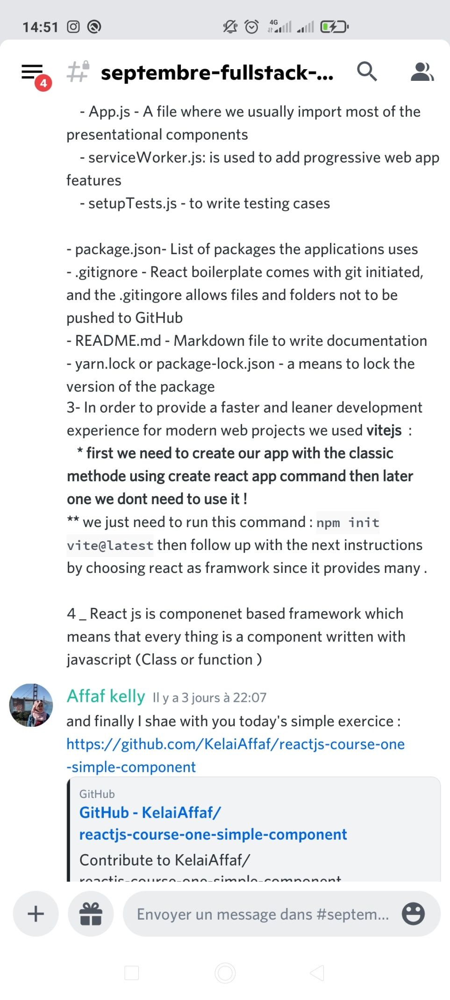 14:51
4G
4
septembre-fullstack-...
- App.js - A file where we usually import most of the
presentational components
- serviceWorker.js: is used to add progressive web app
features
- setupTests.js - to write testing cases
- package.json- List of packages the applications uses
- .gitignore - React boilerplate comes with git initiated,
and the .gitingore allows files and folders not to be
pushed to GitHub
- README.md - Markdown file to write documentation
- yarn.lock or package-lock.json - a means to lock the
version of the package
3- In order to provide a faster and leaner development
experience for modern web projects we used vitejs :
* first we need to create our app with the classic
methode using create react app command then later
one we dont need to use it !
** we just need to run this command : npm init
vite@latest then follow up with the next instructions
by choosing react as framwork since it provides many .
4 _ React js is componenet based framework which
means that every thing is a component written with
javascript (Class or function )
Affaf kelly Il y a 3 jours à 22:07
and finally I shae with you today's simple exercice :
https://github.com/KelaiAffaf/reactjs-course-one
-simple-component
GitHub
GitHub - KelaiAffaf/
reactjs-course-one-simple-component
Contribute to KelaiAffaf/
reactjs-course-one-simple-component
Envoyer un message dans #septem...